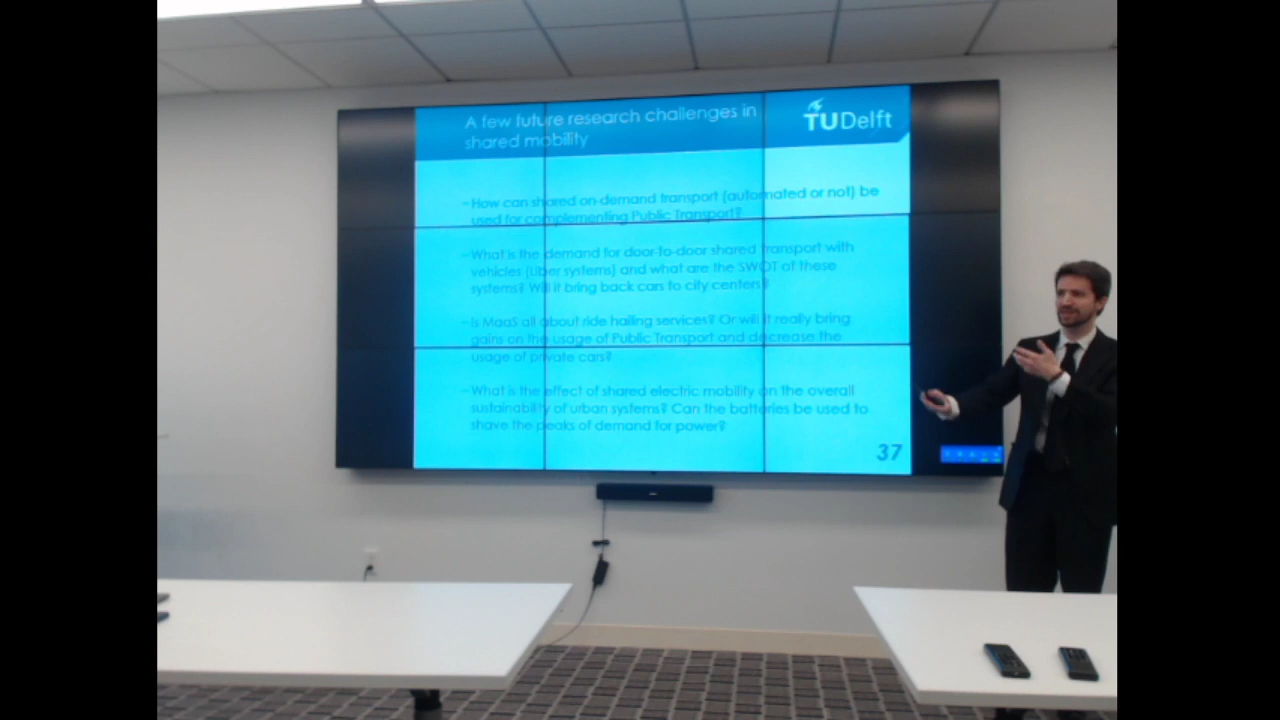 A few future research challenges in
shared mobility
TUDelft
–How can shared on-demand transport (automated or not) be
used for complementing Public Transport?
–What is the demand for door-to-door shared transport with
vehicles (Uber systems) and what are the SWOT of these
systems? Will it bring back cars to city centers?
–Is MaaS all about ride hailing services? Or will it really bring
gains on the usage of Public Transport and decrease the
usage of private cars?
–What is the effect of shared electric mobility on the overall
sustainability of urban systems? Can the batteries be used to
shave the peaks of demand for power?
37